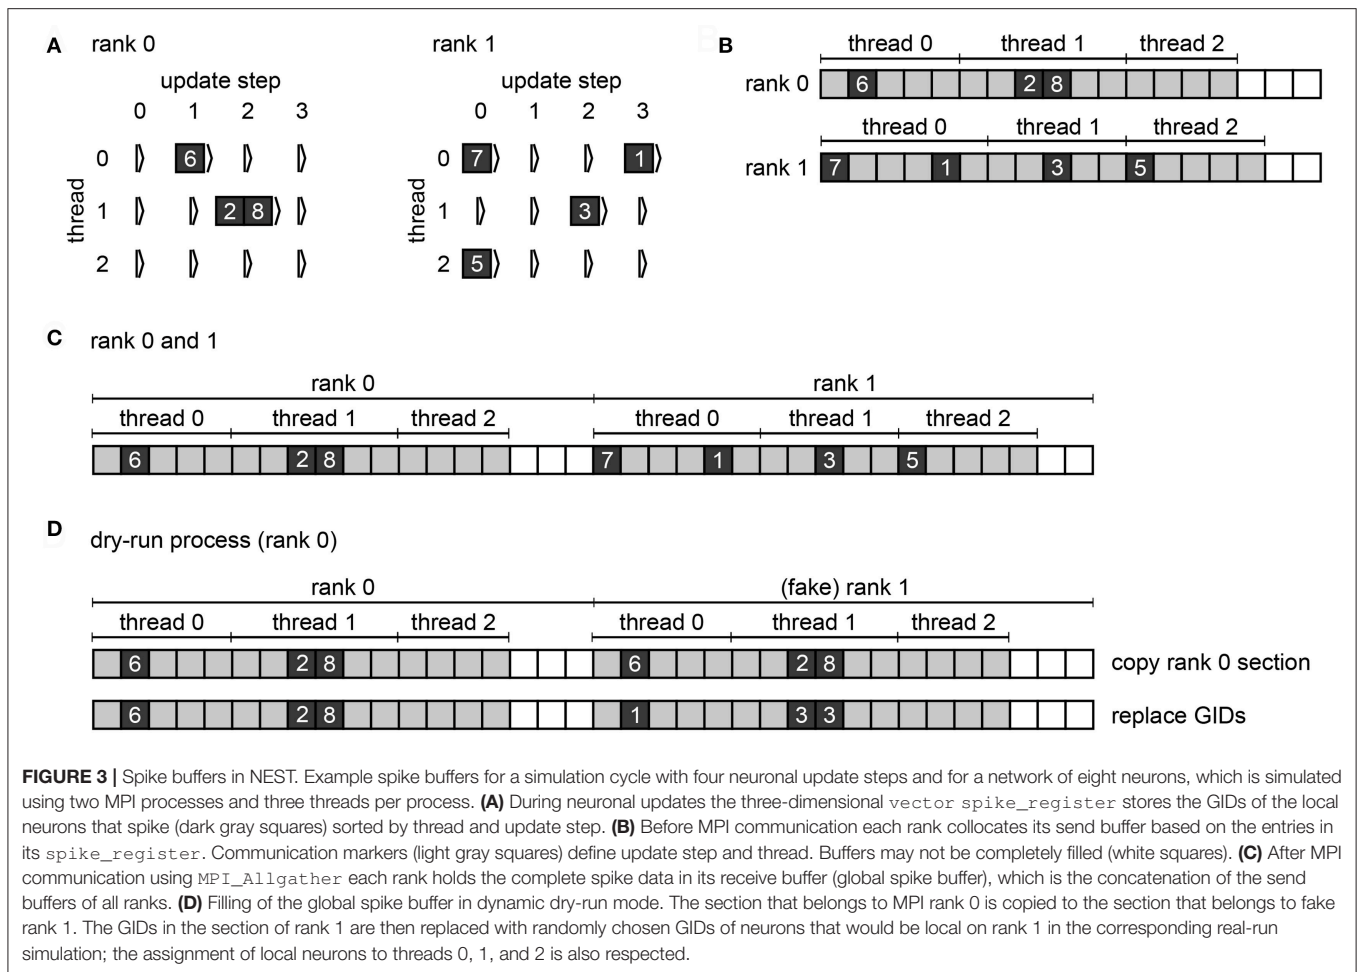 A rank 0
update step
0 1 2 3
0 6
1 2 8
2
thread
rank 1
update step
0 1 2 3
0 7 1
1 3
2 5
thread
B
thread 0 thread 1 thread 2
rank 0 6 2 8
thread 0 thread 1 thread 2
rank 1 7 1 3 5
C rank 0 and 1
rank 0 rank 1
thread 0 thread 1 thread 2 thread 0 thread 1 thread 2
6 2 8 7 1 3 5
D dry-run process (rank 0)
rank 0 (fake) rank 1
thread 0 thread 1 thread 2 thread 0 thread 1 thread 2
6 2 8 6 2 8 copy rank 0 section
6 2 8 1 3 3 replace GIDs
FIGURE 3 | Spike buffers in NEST. Example spike buffers for a simulation cycle with four neuronal update steps and for a network of eight neurons, which is simulated
using two MPI processes and three threads per process. (A) During neuronal updates the three-dimensional vector spike_register stores the GIDs of the local
neurons that spike (dark gray squares) sorted by thread and update step. (B) Before MPI communication each rank collocates its send buffer based on the entries in
its spike_register. Communication markers (light gray squares) define update step and thread. Buffers may not be completely filled (white squares). (C) After MPI
communication using MPI_Allgather each rank holds the complete spike data in its receive buffer (global spike buffer), which is the concatenation of the send
buffers of all ranks. (D) Filling of the global spike buffer in dynamic dry-run mode. The section that belongs to MPI rank 0 is copied to the section that belongs to fake
rank 1. The GIDs in the section of rank 1 are then replaced with randomly chosen GIDs of neurons that would be local on rank 1 in the corresponding real-run
simulation; the assignment of local neurons to threads 0, 1, and 2 is also respected.